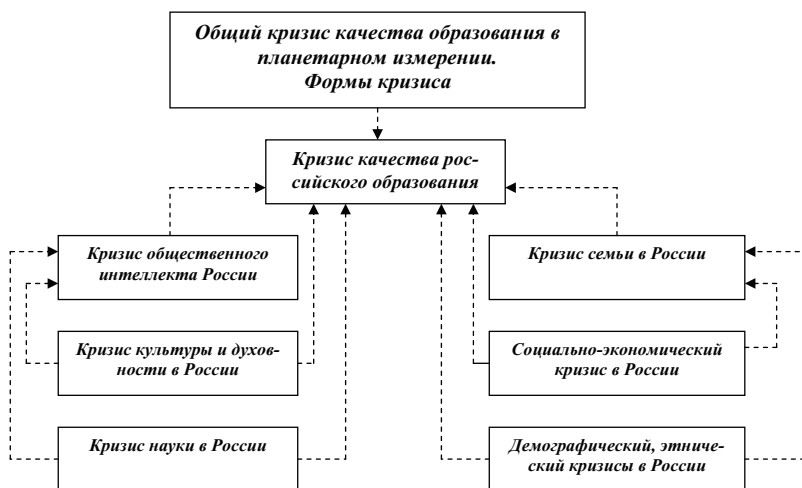 Общий кризис качества образования в
планетарном измерении.
Формы кризиса
Кризис качества рос-
сийского образования
Кризис общественного
интеллекта России
Кризис семьи в России
Кризис культуры и духов-
ности в России
Социально-экономический
кризис в России
Кризис науки в России
Демографический, этниче-
ский кризисы в России